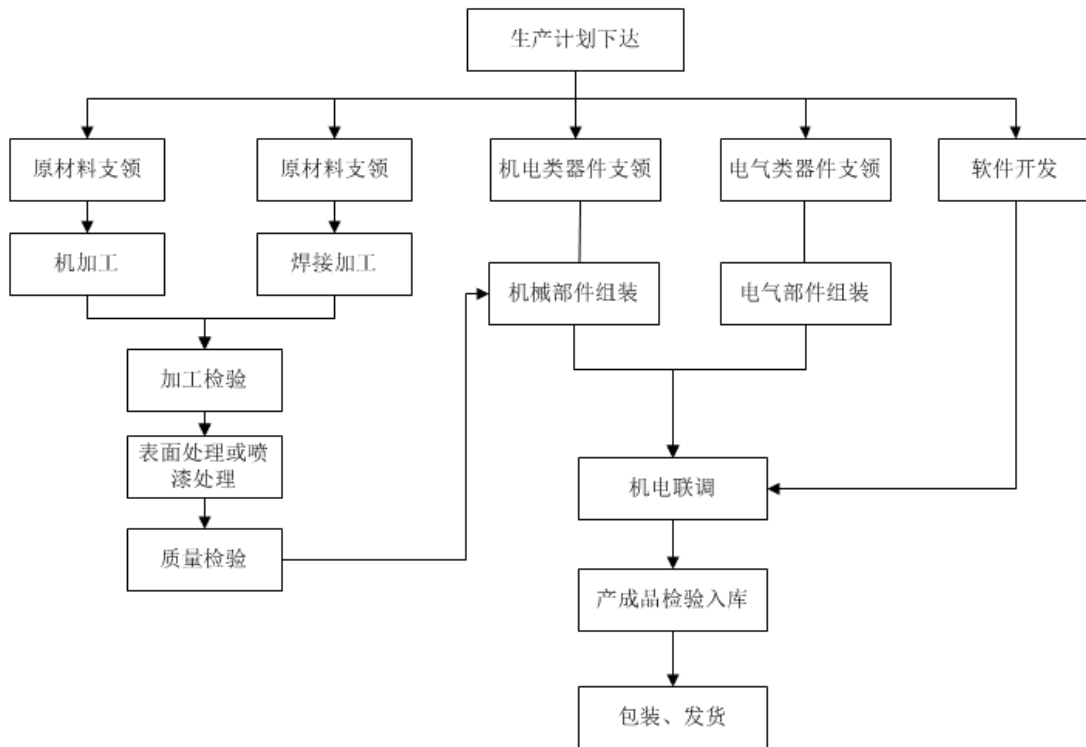 生产计划下达
原材料支领
原材料支领
机电类器件支领
电气类器件支领
软件开发
机加工
焊接加工
机械部件组装
电气部件组装
加工检验
表面处理或喷
漆处理
机电联调
质量检验
产成品检验入库
包装、发货